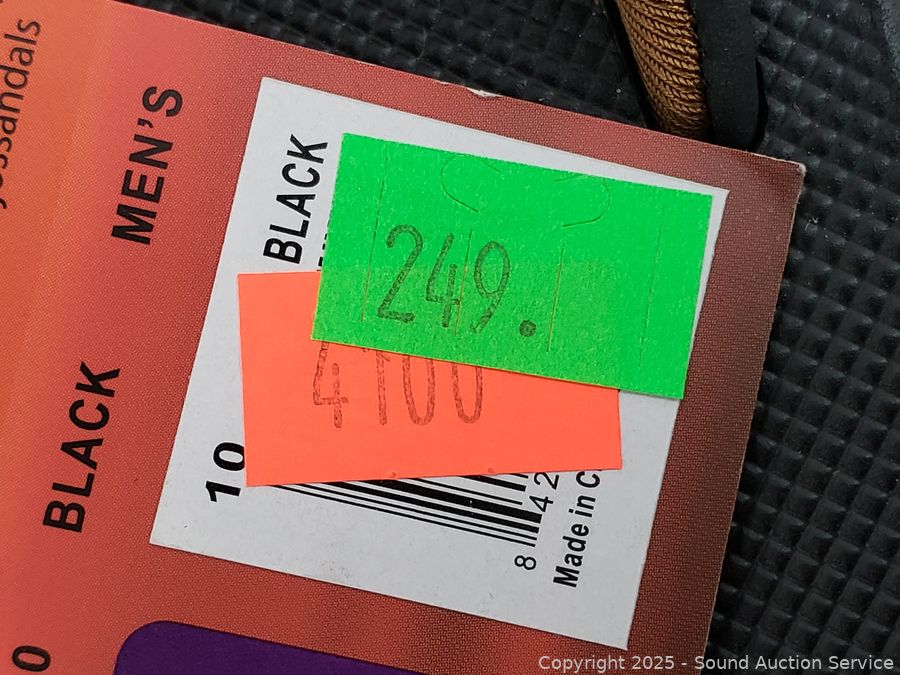 MEN'S
BLACK
BLACK
249.
4100
10
8 42
Made in C
Copyright 2025 - Sound Auction Service